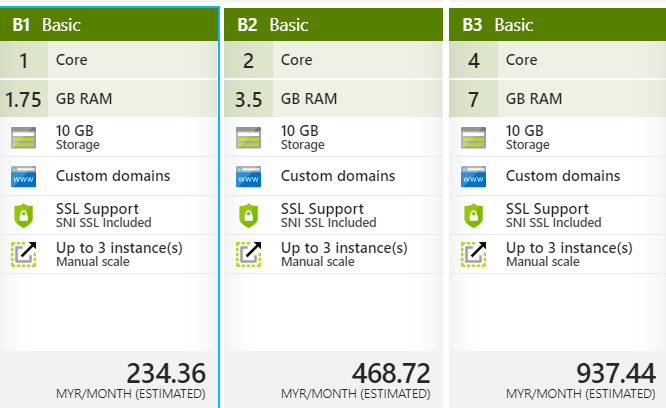 B1 Basic
1 Core
1.75 GB RAM
10 GB
Storage
www Custom domains
SSL Support
SNI SSL Included
Up to 3 instance(s)
Manual scale
234.36
MYR/MONTH (ESTIMATED)
B2 Basic
2 Core
3.5 GB RAM
10 GB
Storage
www Custom domains
SSL Support
SNI SSL Included
Up to 3 instance(s)
Manual scale
468.72
MYR/MONTH (ESTIMATED)
B3 Basic
4 Core
7 GB RAM
10 GB
Storage
www Custom domains
SSL Support
SNI SSL Included
Up to 3 instance(s)
Manual scale
937.44
MYR/MONTH (ESTIMATED)